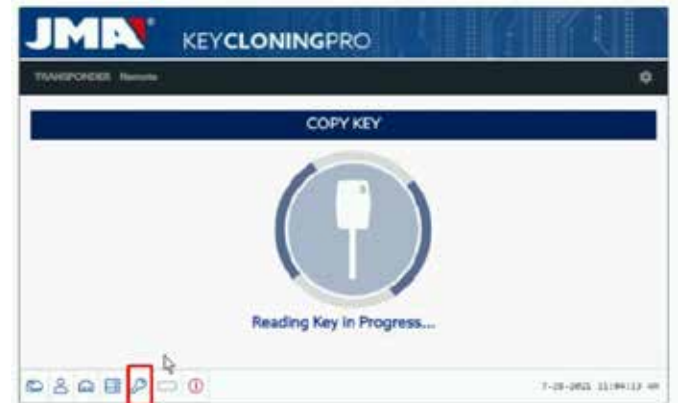 JMA KEYCLONINGPRO
TRANSPONDER Remote
COPY KEY
Reading Key in Progress...